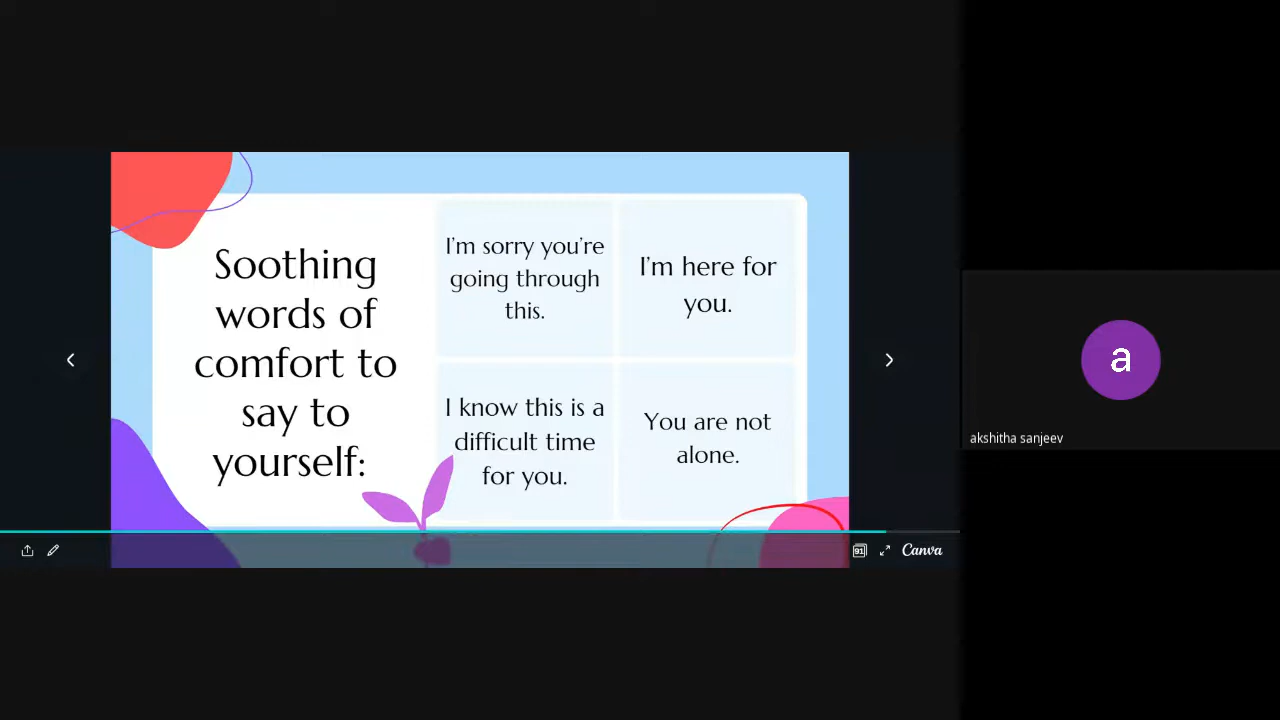 Soothing
words of
comfort to
say to
yourself:
I'm sorry you're
going through
this.
I'm here for
you.
I know this is a
difficult time
for you.
You are not
alone.
a
akshitha sanjeev
91
Canva